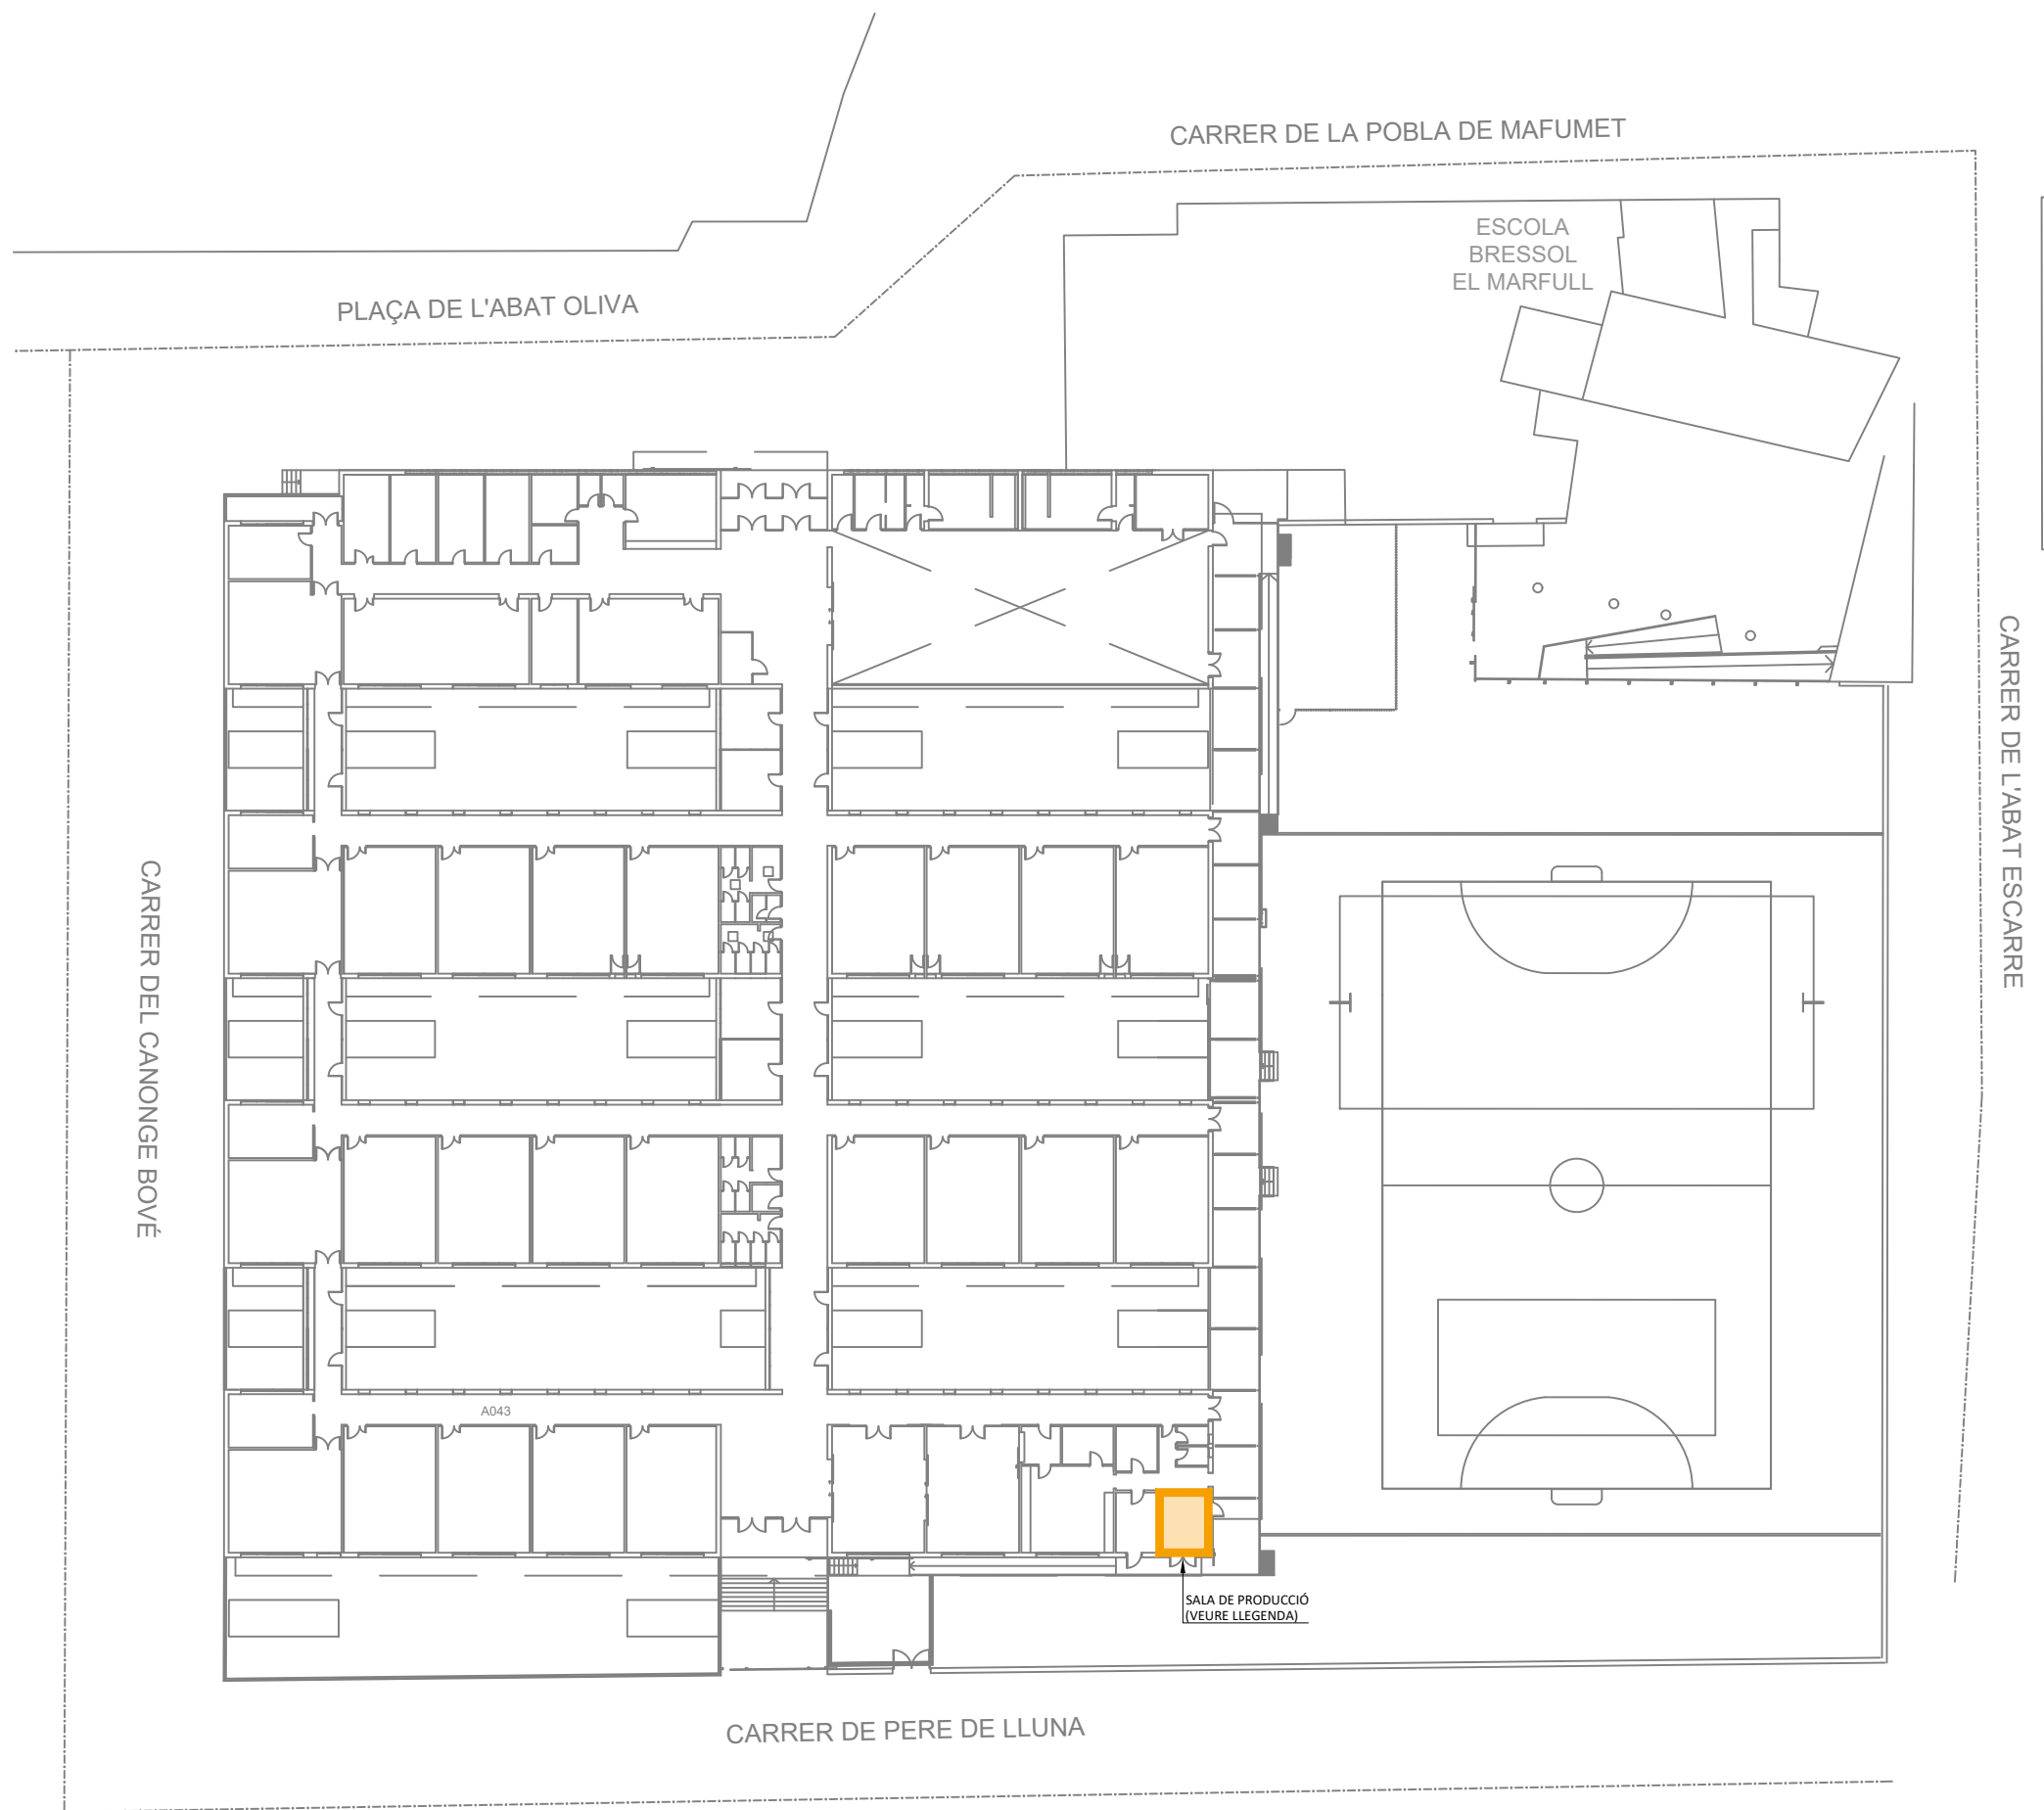 CARRER DE LA POBLA DE MAFUMET
ESCOLA
BRESSOL
EL MARFULL
PLAÇA DE L'ABAT OLIVA
CARRER DE L'ABAT ESCARRE
CARRER DEL CANONGE BOVÉ
A043
SALA DE PRODUCCIÓ
(VEURE LLEGENDA)
CARRER DE PERE DE LLUNA